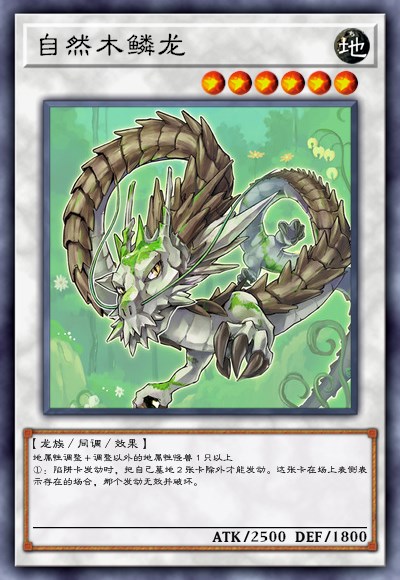 自然木鳞龙
地
【龙族／同调／效果】
地属性调整＋调整以外的地属性怪兽１只以上
①：陷阱卡发动时，把自己墓地２张卡除外才能发动。这张卡在场上表侧表
示存在的场合，那个发动无效并破坏。
ATK/2500 DEF/1800